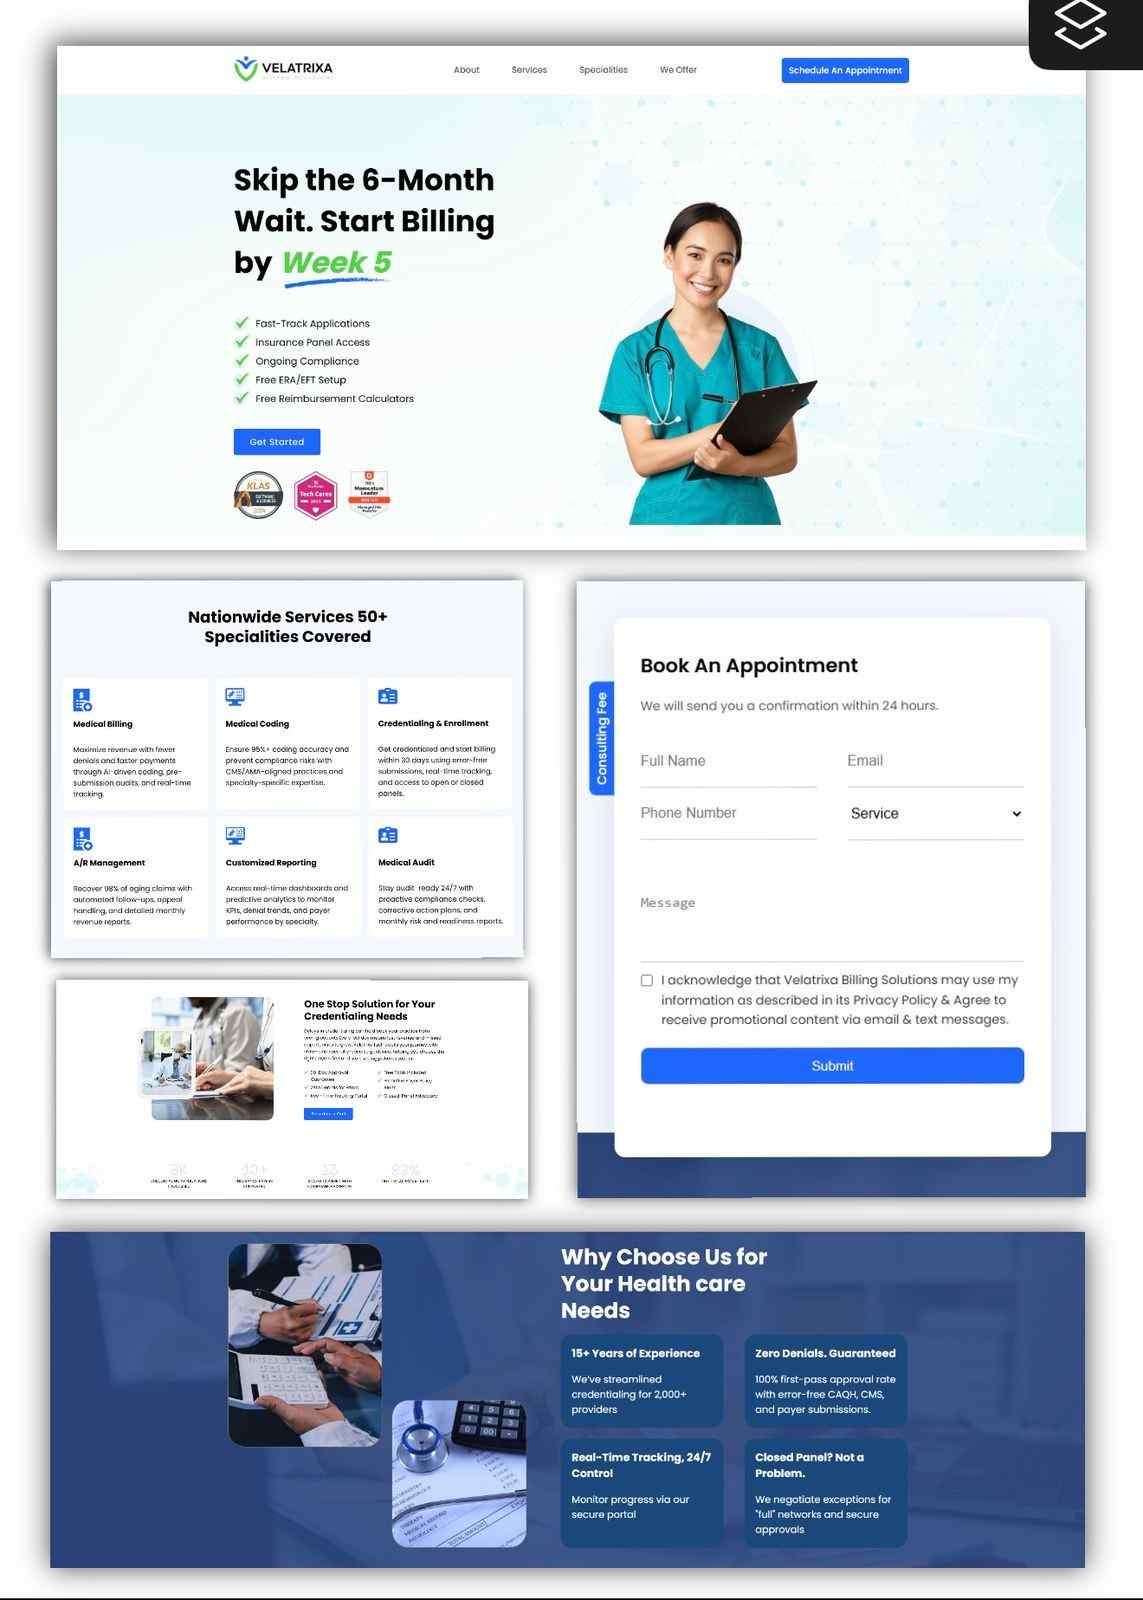 VELATRIXA
About
Services
Specialities
We Offer
Schedule An Appointment
Skip the 6-Month
Wait. Start Billing
by Week 5
Fast-Track Applications
Insurance Panel Access
Ongoing Compliance
Free ERA/EFT Setup
Free Reimbursement Calculators
Get Started
KLAS
Tech Cares
Momentum
Leader
Nationwide Services 50+
Specialities Covered
Medical Billing
Maximize revenue with fewer
denials and faster payments
through AI-driven coding, pre-
submission audits, and real-time
tracking.
Medical Coding
Ensure 95%+ coding accuracy and
prevent compliance risks with
CMS/AMA-aligned practices and
specialty-specific expertise.
Credentialing & Enrollment
Get credentialed and start billing
within 30 days using error-free
submissions, real-time tracking,
and access to open or closed
panels.
A/R Management
Recover 98% of aging claims with
automated follow-ups, appeal
handling, and detailed monthly
revenue reports.
Customized Reporting
Access real-time dashboards and
predictive analytics to monitor
KPIs, denial trends, and payer
performance by specialty.
Medical Audit
Stay audit ready 24/7 with
proactive compliance checks,
corrective action plans, and
monthly risk and readiness reports.
Book An Appointment
We will send you a confirmation within 24 hours.
Consulting Fee
Full Name
Email
Phone Number
Service
Message
I acknowledge that Velatrixa Billing Solutions may use my
information as described in its Privacy Policy & Agree to
receive promotional content via email & text messages.
Submit
One Stop Solution for Your
Credentialing Needs
Why Choose Us for
Your Health care
Needs
15+ Years of Experience
We've streamlined
credentialing for 2,000+
providers
Zero Denials. Guaranteed
100% first-pass approval rate
with error-free CAQH, CMS,
and payer submissions.
Real-Time Tracking, 24/7
Control
Monitor progress via our
secure portal
Closed Panel? Not a
Problem.
We negotiate exceptions for
"full" networks and secure
approvals